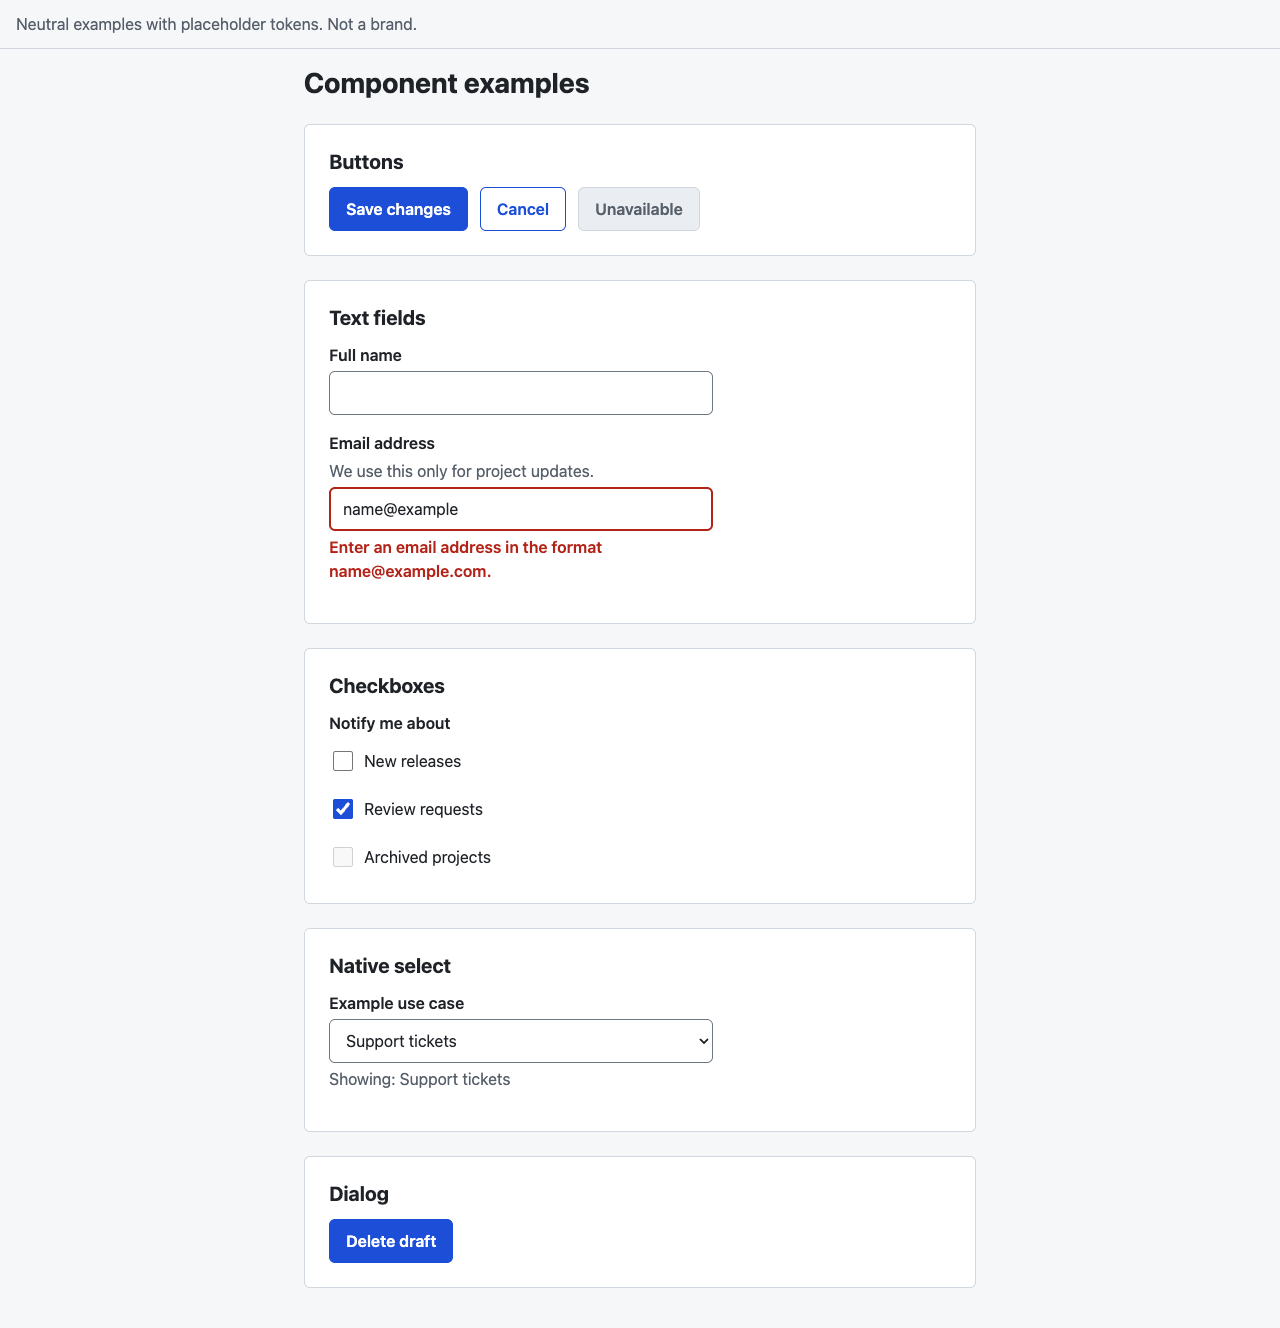 Neutral examples with placeholder tokens. Not a brand.
Component examples
Buttons
Save changes
Cancel
Unavailable
Text fields
Full name
Email address
We use this only for project updates.
name@example
Enter an email address in the format
name@example.com.
Checkboxes
Notify me about
New releases
Review requests
Archived projects
Native select
Example use case
Support tickets
Showing: Support tickets
Dialog
Delete draft